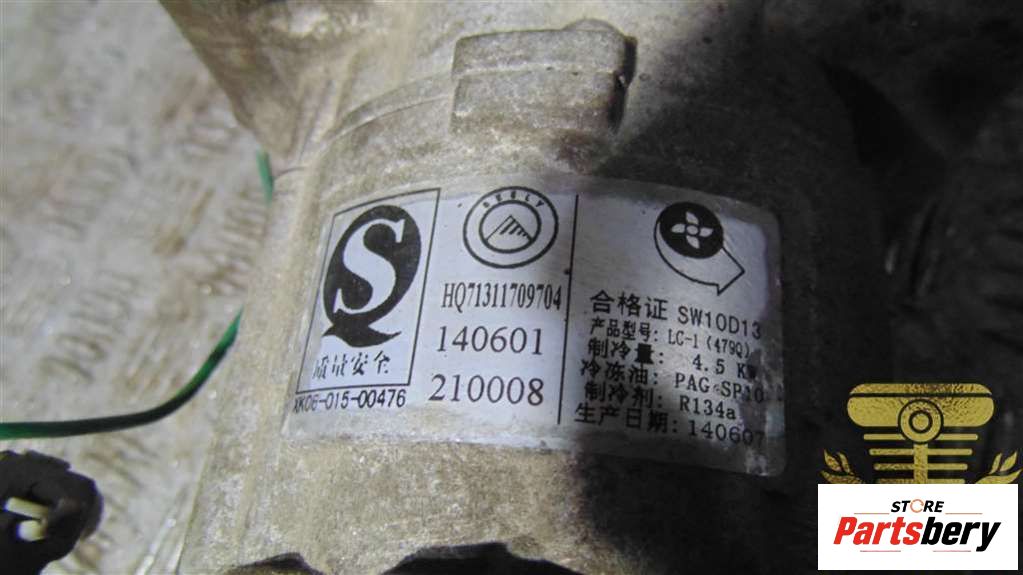 S
质量安全
XK06-015-00476
GEELY
HQ71311709704
140601
210008
合格证 SW10D13
产品型号: LC-1 (479Q)
制冷量: 4.5 KW
冷冻油: PAG SP10
制冷剂: R134a
生产日期: 140607
STORE
Partsbery